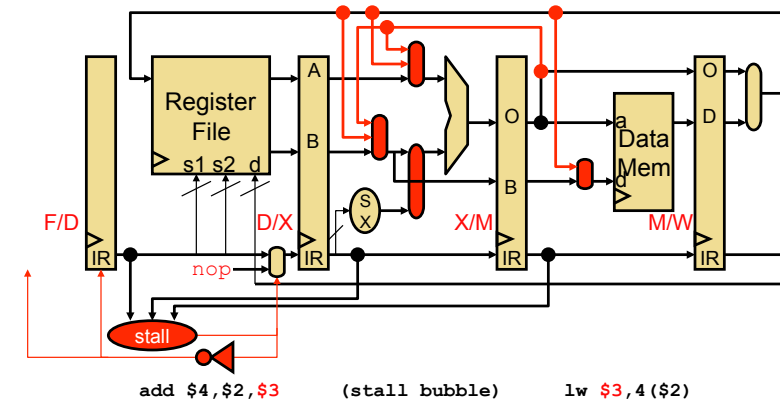 A
O
O
Register
File
B
O
a
Data
Mem
D
s1 s2 d
S
X
B
d
F/D
D/X
X/M
M/W
IR
IR
IR
IR
nop
stall
add $4,$2,$3 (stall bubble) lw $3,4($2)